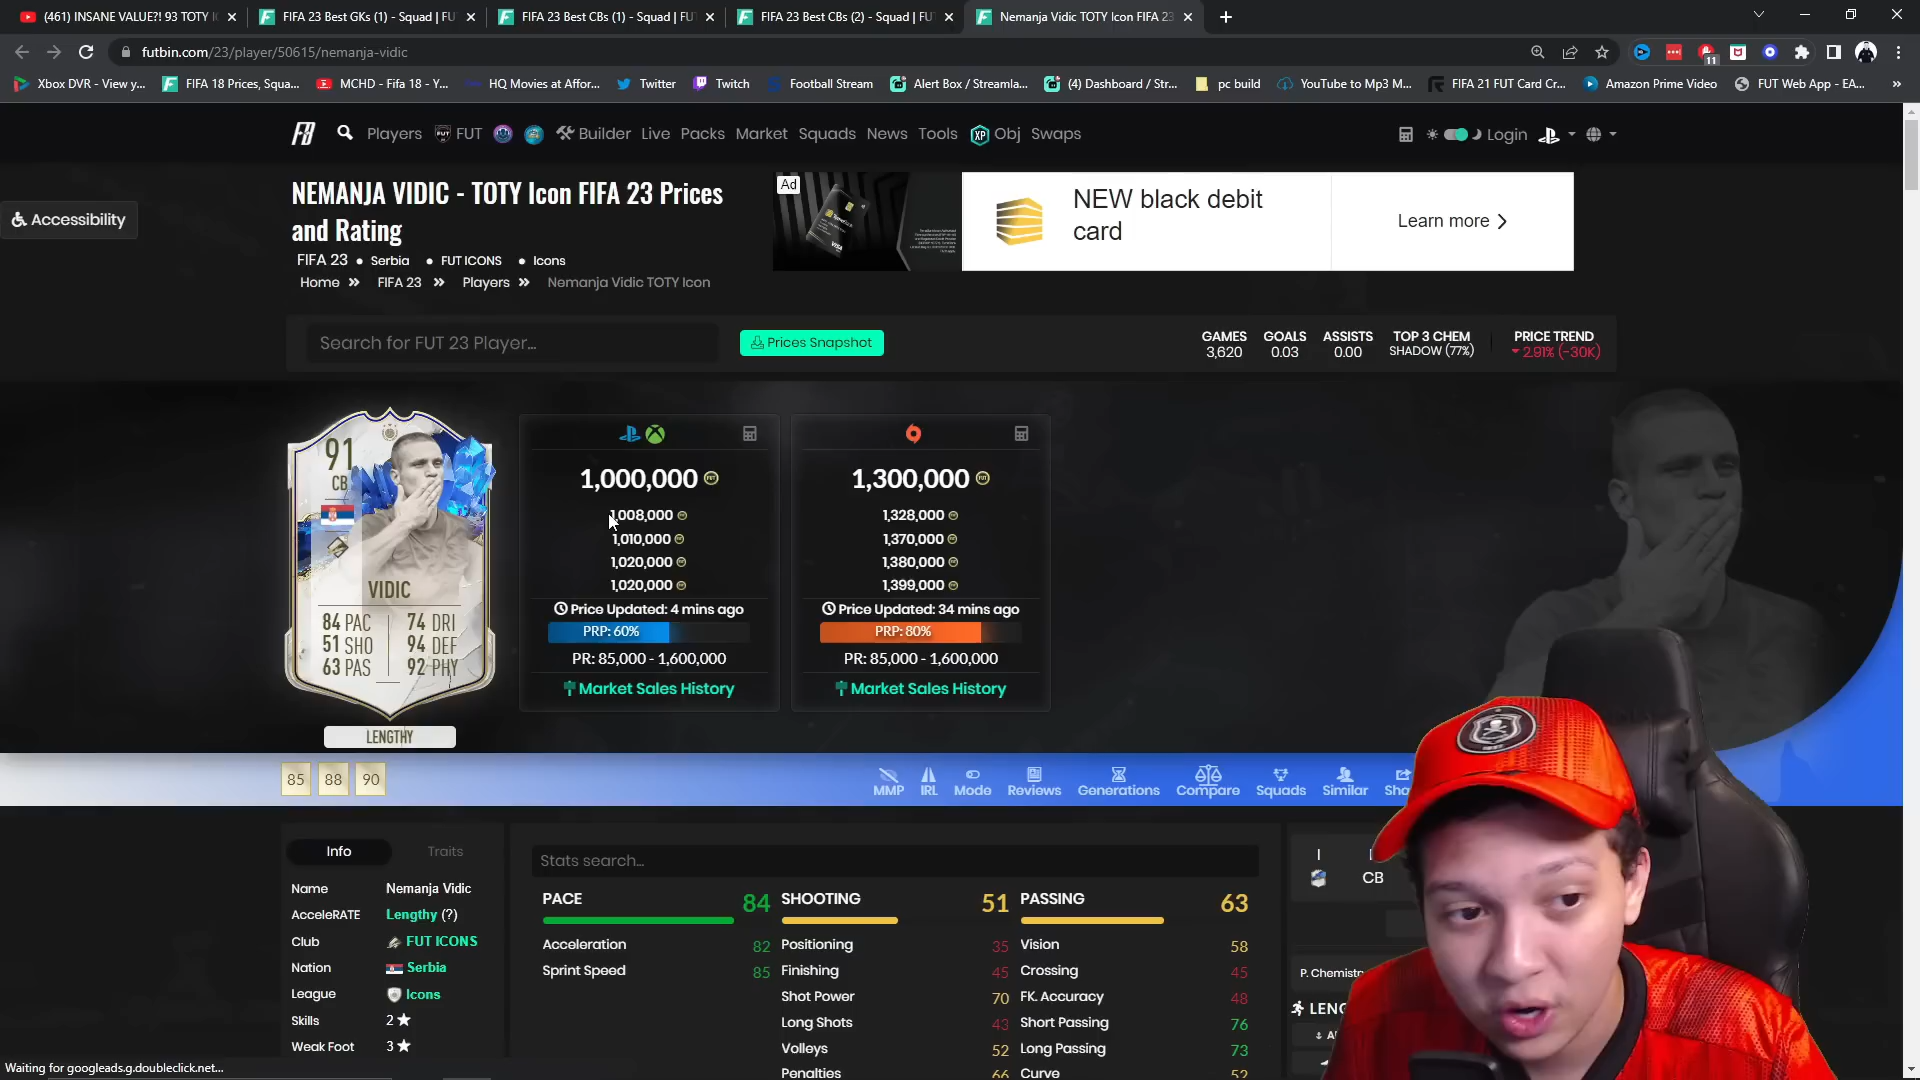 (461) INSANE VALUE?! 93 TOTY
FIFA 23 Best GKs (1) - Squad | FU
FIFA 23 Best CBs (1) - Squad | FU
FIFA 23 Best CBs (2) - Squad | FU
Nemanja Vidic TOTY Icon FIFA 23
futbin.com/23/player/50615/nemanja-vidic
11
Xbox DVR - View y...
FIFA 18 Prices, Squa...
MCHD - Fifa 18 - Y...
HQ Movies at Affor...
Twitter
Twitch
Football Stream
Alert Box / Streamla...
(4) Dashboard / Str...
pc build
YouTube to Mp3 M...
FIFA 21 FUT Card Cr...
Amazon Prime Video
FUT Web App - EA...
Players
FUT
Builder
Live
Packs
Market
Squads
News
Tools
XP Obj
Swaps
Login
Accessibility
NEMANJA VIDIC - TOTY Icon FIFA 23 Prices
and Rating
FIFA 23 • Serbia • FUT ICONS • Icons
Home » FIFA 23 » Players » Nemanja Vidic TOTY Icon
Ad
NEW black debit
card
Learn more
VISA
Search for FUT 23 Player...
Prices Snapshot
GAMES
3,620
GOALS
0.03
ASSISTS
0.00
TOP 3 CHEM
SHADOW (77%)
PRICE TREND
2.91% (-30K)
91
CB
VIDIC
84 PAC 74 DRI
51 SHO 94 DEF
63 PAS 92 PHY
LENGTHY
1,000,000
1,008,000
1,010,000
1,020,000
1,020,000
Price Updated: 4 mins ago
PRP: 60%
PR: 85,000 - 1,600,000
Market Sales History
1,300,000
1,328,000
1,370,000
1,380,000
1,399,000
Price Updated: 34 mins ago
PRP: 80%
PR: 85,000 - 1,600,000
Market Sales History
85 88 90
MMP
IRL
Mode
Reviews
Generations
Compare
Squads
Similar
Sha
Info
Traits
Name Nemanja Vidic
AcceleRATE Lengthy (?)
Club FUT ICONS
Nation Serbia
League Icons
Skills 2
Weak Foot 3
Stats search...
PACE 84
Acceleration 82
Sprint Speed 85
SHOOTING 51
Positioning 35
Finishing 45
Shot Power 70
Long Shots 43
Volleys 52
Penalties 66
PASSING 63
Vision 58
Crossing 45
FK. Accuracy 48
Short Passing 76
Long Passing 73
Curve 52
CB
P. Chemistr
LENG
Waiting for googleads.g.doubleclick.net...